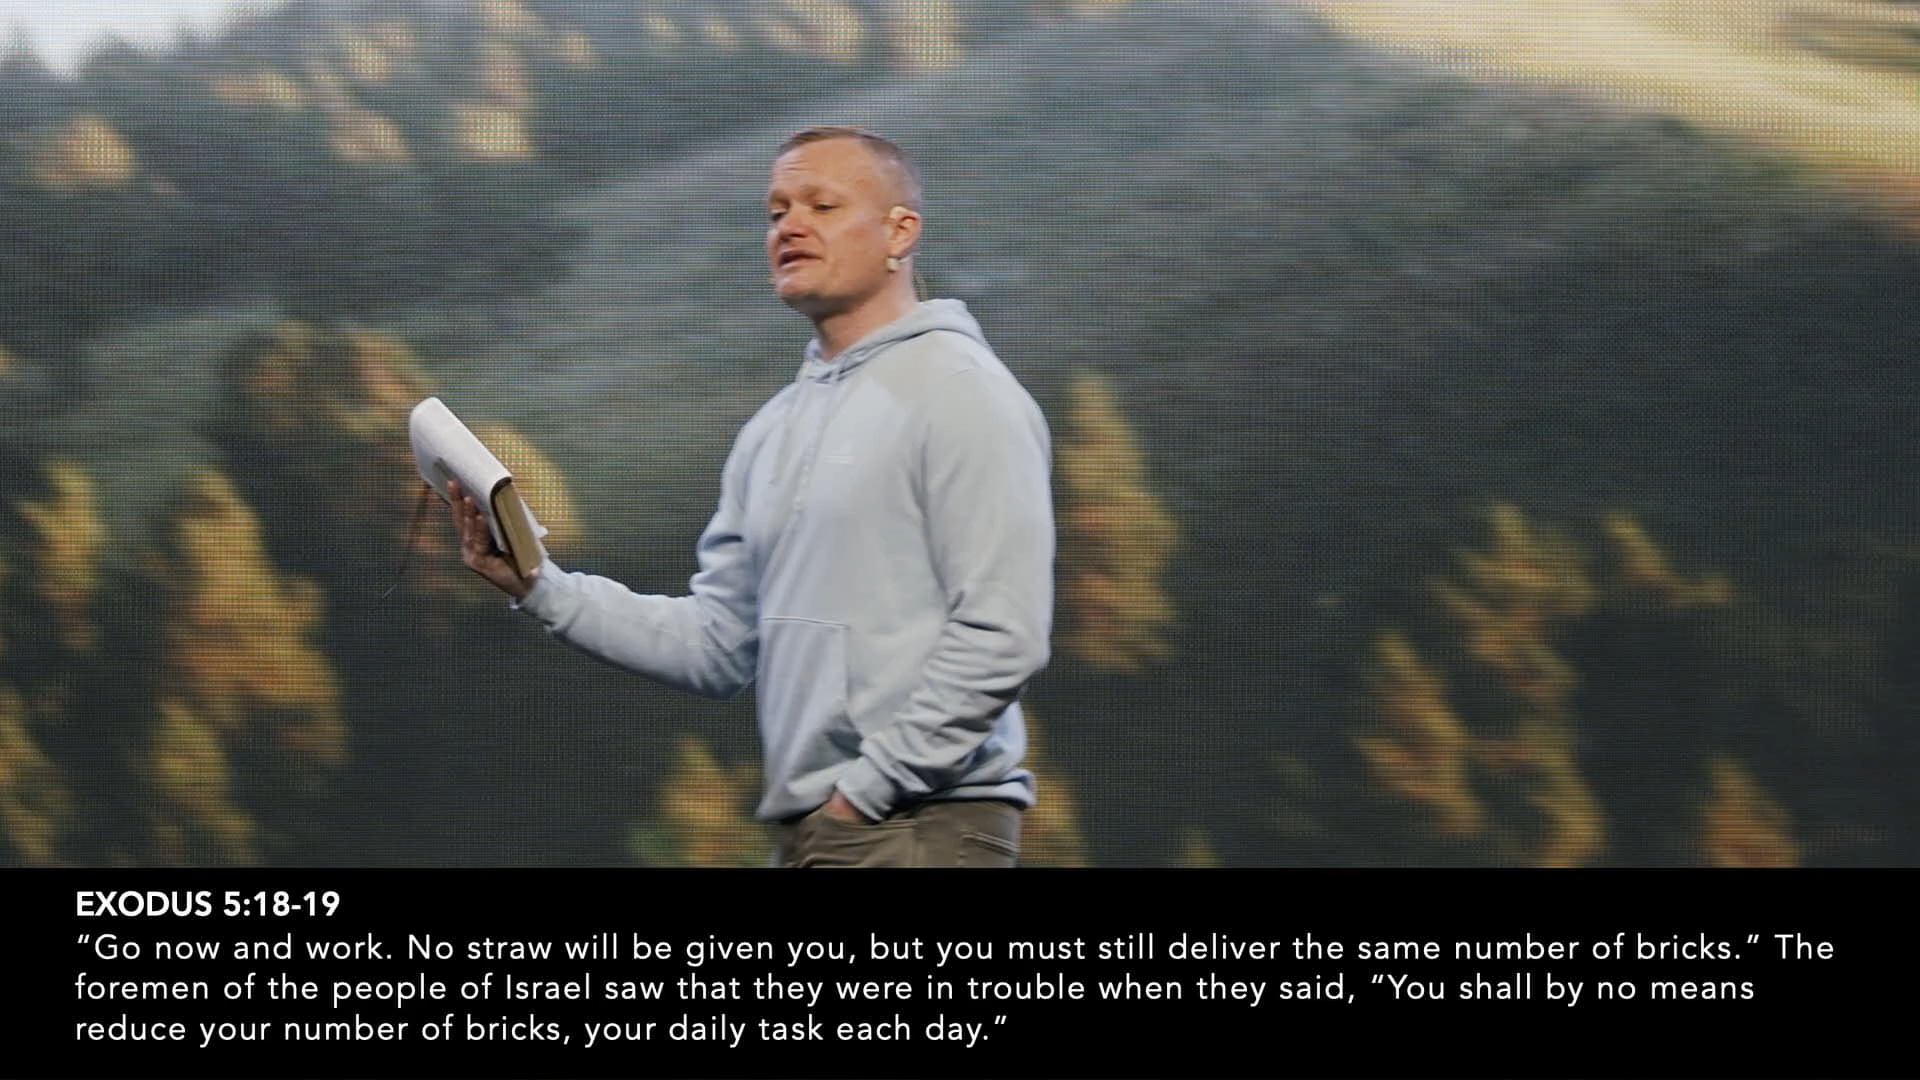 EXODUS 5:18-19
“Go now and work. No straw will be given you, but you must still deliver the same number of bricks.” The
foremen of the people of Israel saw that they were in trouble when they said, “You shall by no means
reduce your number of bricks, your daily task each day.”